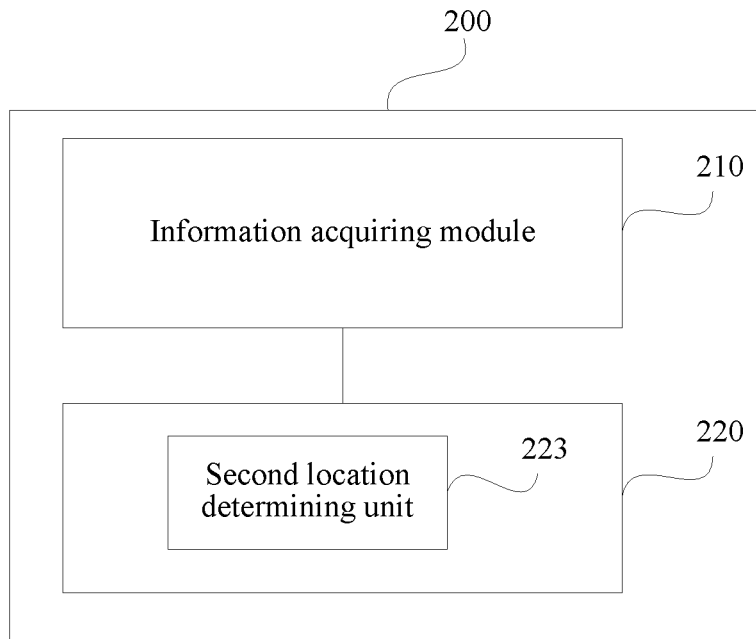 200
210
Information acquiring module
220
223
Second location
determining unit